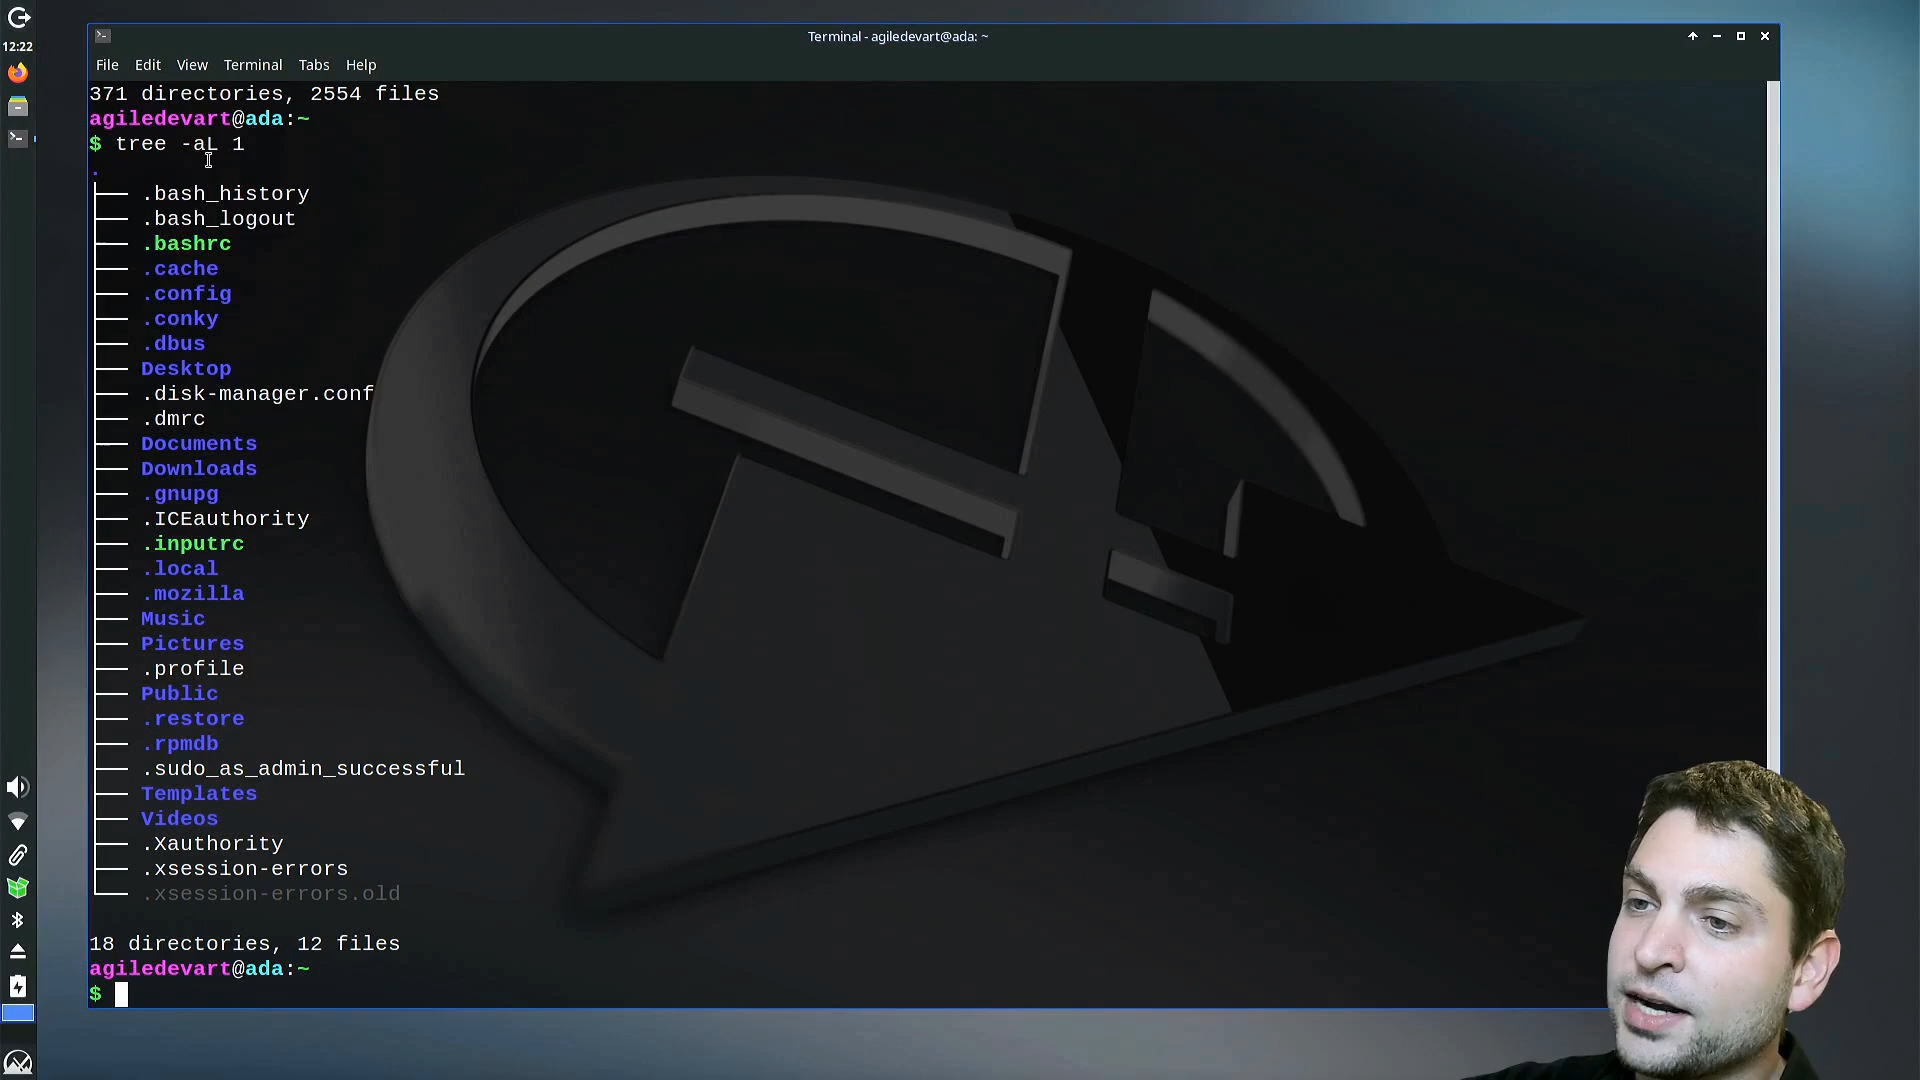 Terminal - agiledevart@ada: ~
12:22
File Edit View Terminal Tabs Help
371 directories, 2554 files
agiledevart@ada:~
$ tree -aL 1
.
├── .bash_history
├── .bash_logout
├── .bashrc
├── .cache
├── .config
├── .conky
├── .dbus
├── Desktop
├── .disk-manager.conf
├── .dmrc
├── Documents
├── Downloads
├── .gnupg
├── .ICEauthority
├── .inputrc
├── .local
├── .mozilla
├── Music
├── Pictures
├── .profile
├── Public
├── .restore
├── .rpmdb
├── .sudo_as_admin_successful
├── Templates
├── Videos
├── .Xauthority
├── .xsession-errors
└── .xsession-errors.old
18 directories, 12 files
agiledevart@ada:~
$